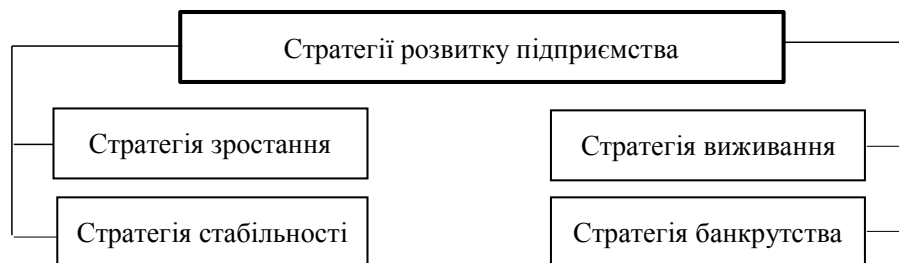 Стратегії розвитку підприємства
Стратегія зростання
Стратегія виживання
Стратегія стабільності
Стратегія банкрутства